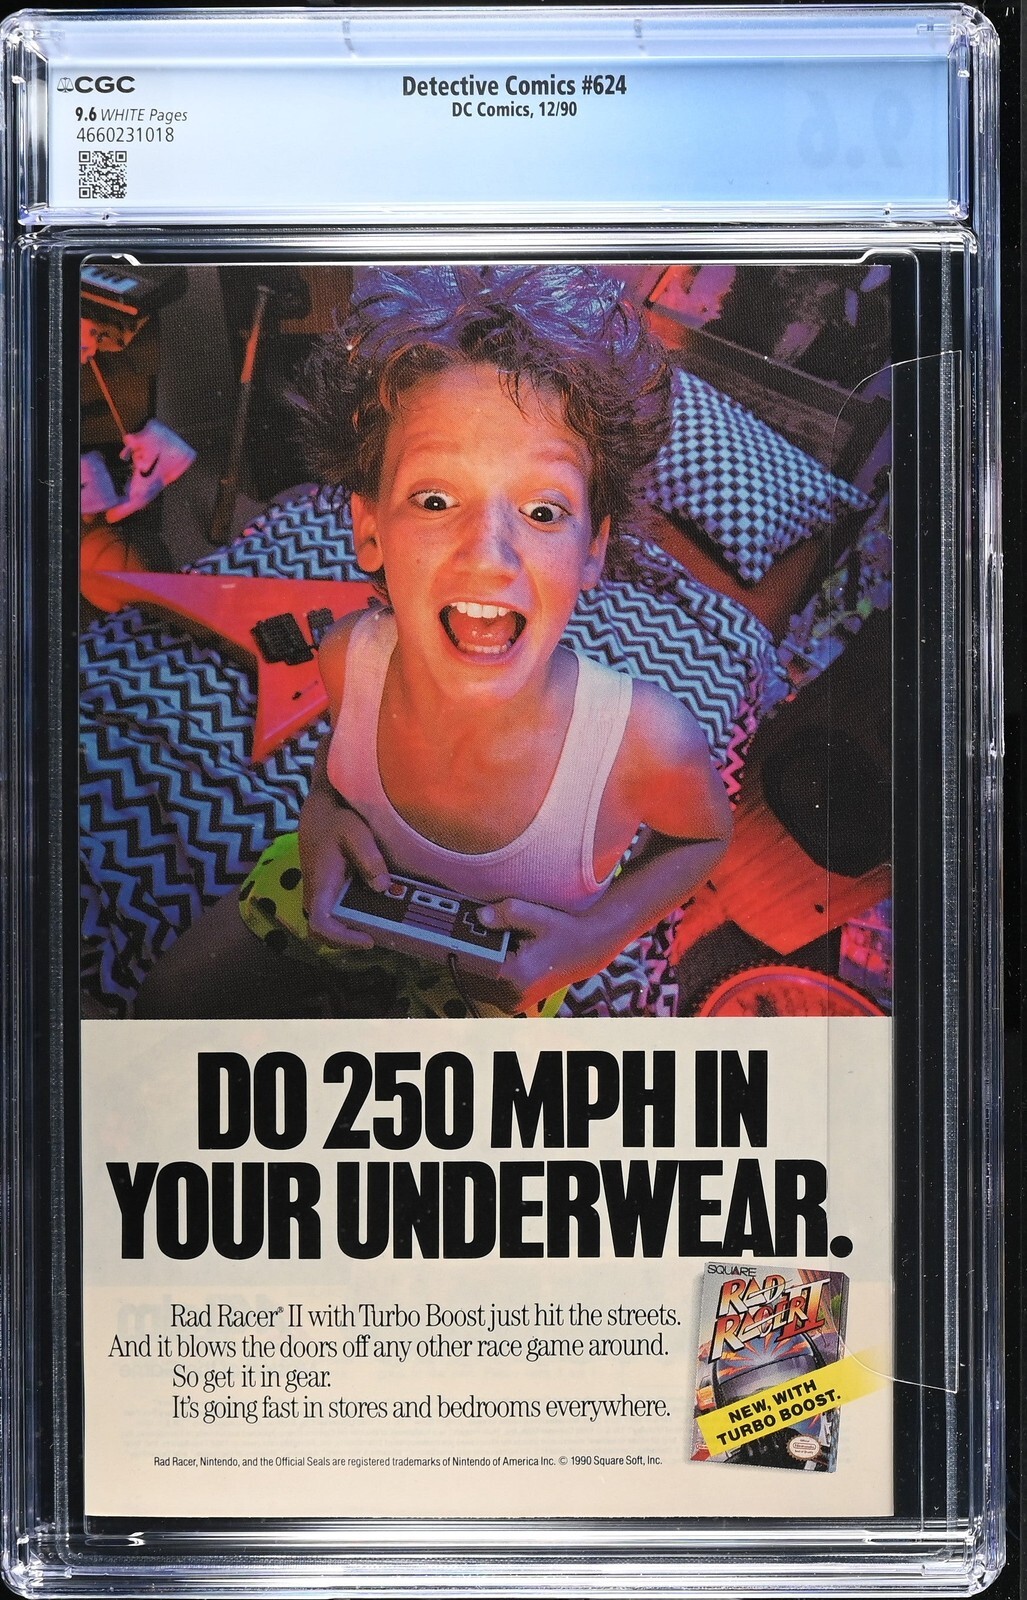 CGC
Detective Comics #624
9.6 WHITE Pages
DC Comics, 12/90
4660231018
DO 250 MPH IN
YOUR UNDERWEAR.
Rad Racer® II with Turbo Boost just hit the streets.
And it blows the doors off any other race game around.
So get it in gear.
It's going fast in stores and bedrooms everywhere.
SQUARE
RAD
RACER II
NEW, WITH
TURBO BOOST.
Rad Racer, Nintendo, and the Official Seals are registered trademarks of Nintendo of America Inc. © 1990 Square Soft, Inc.